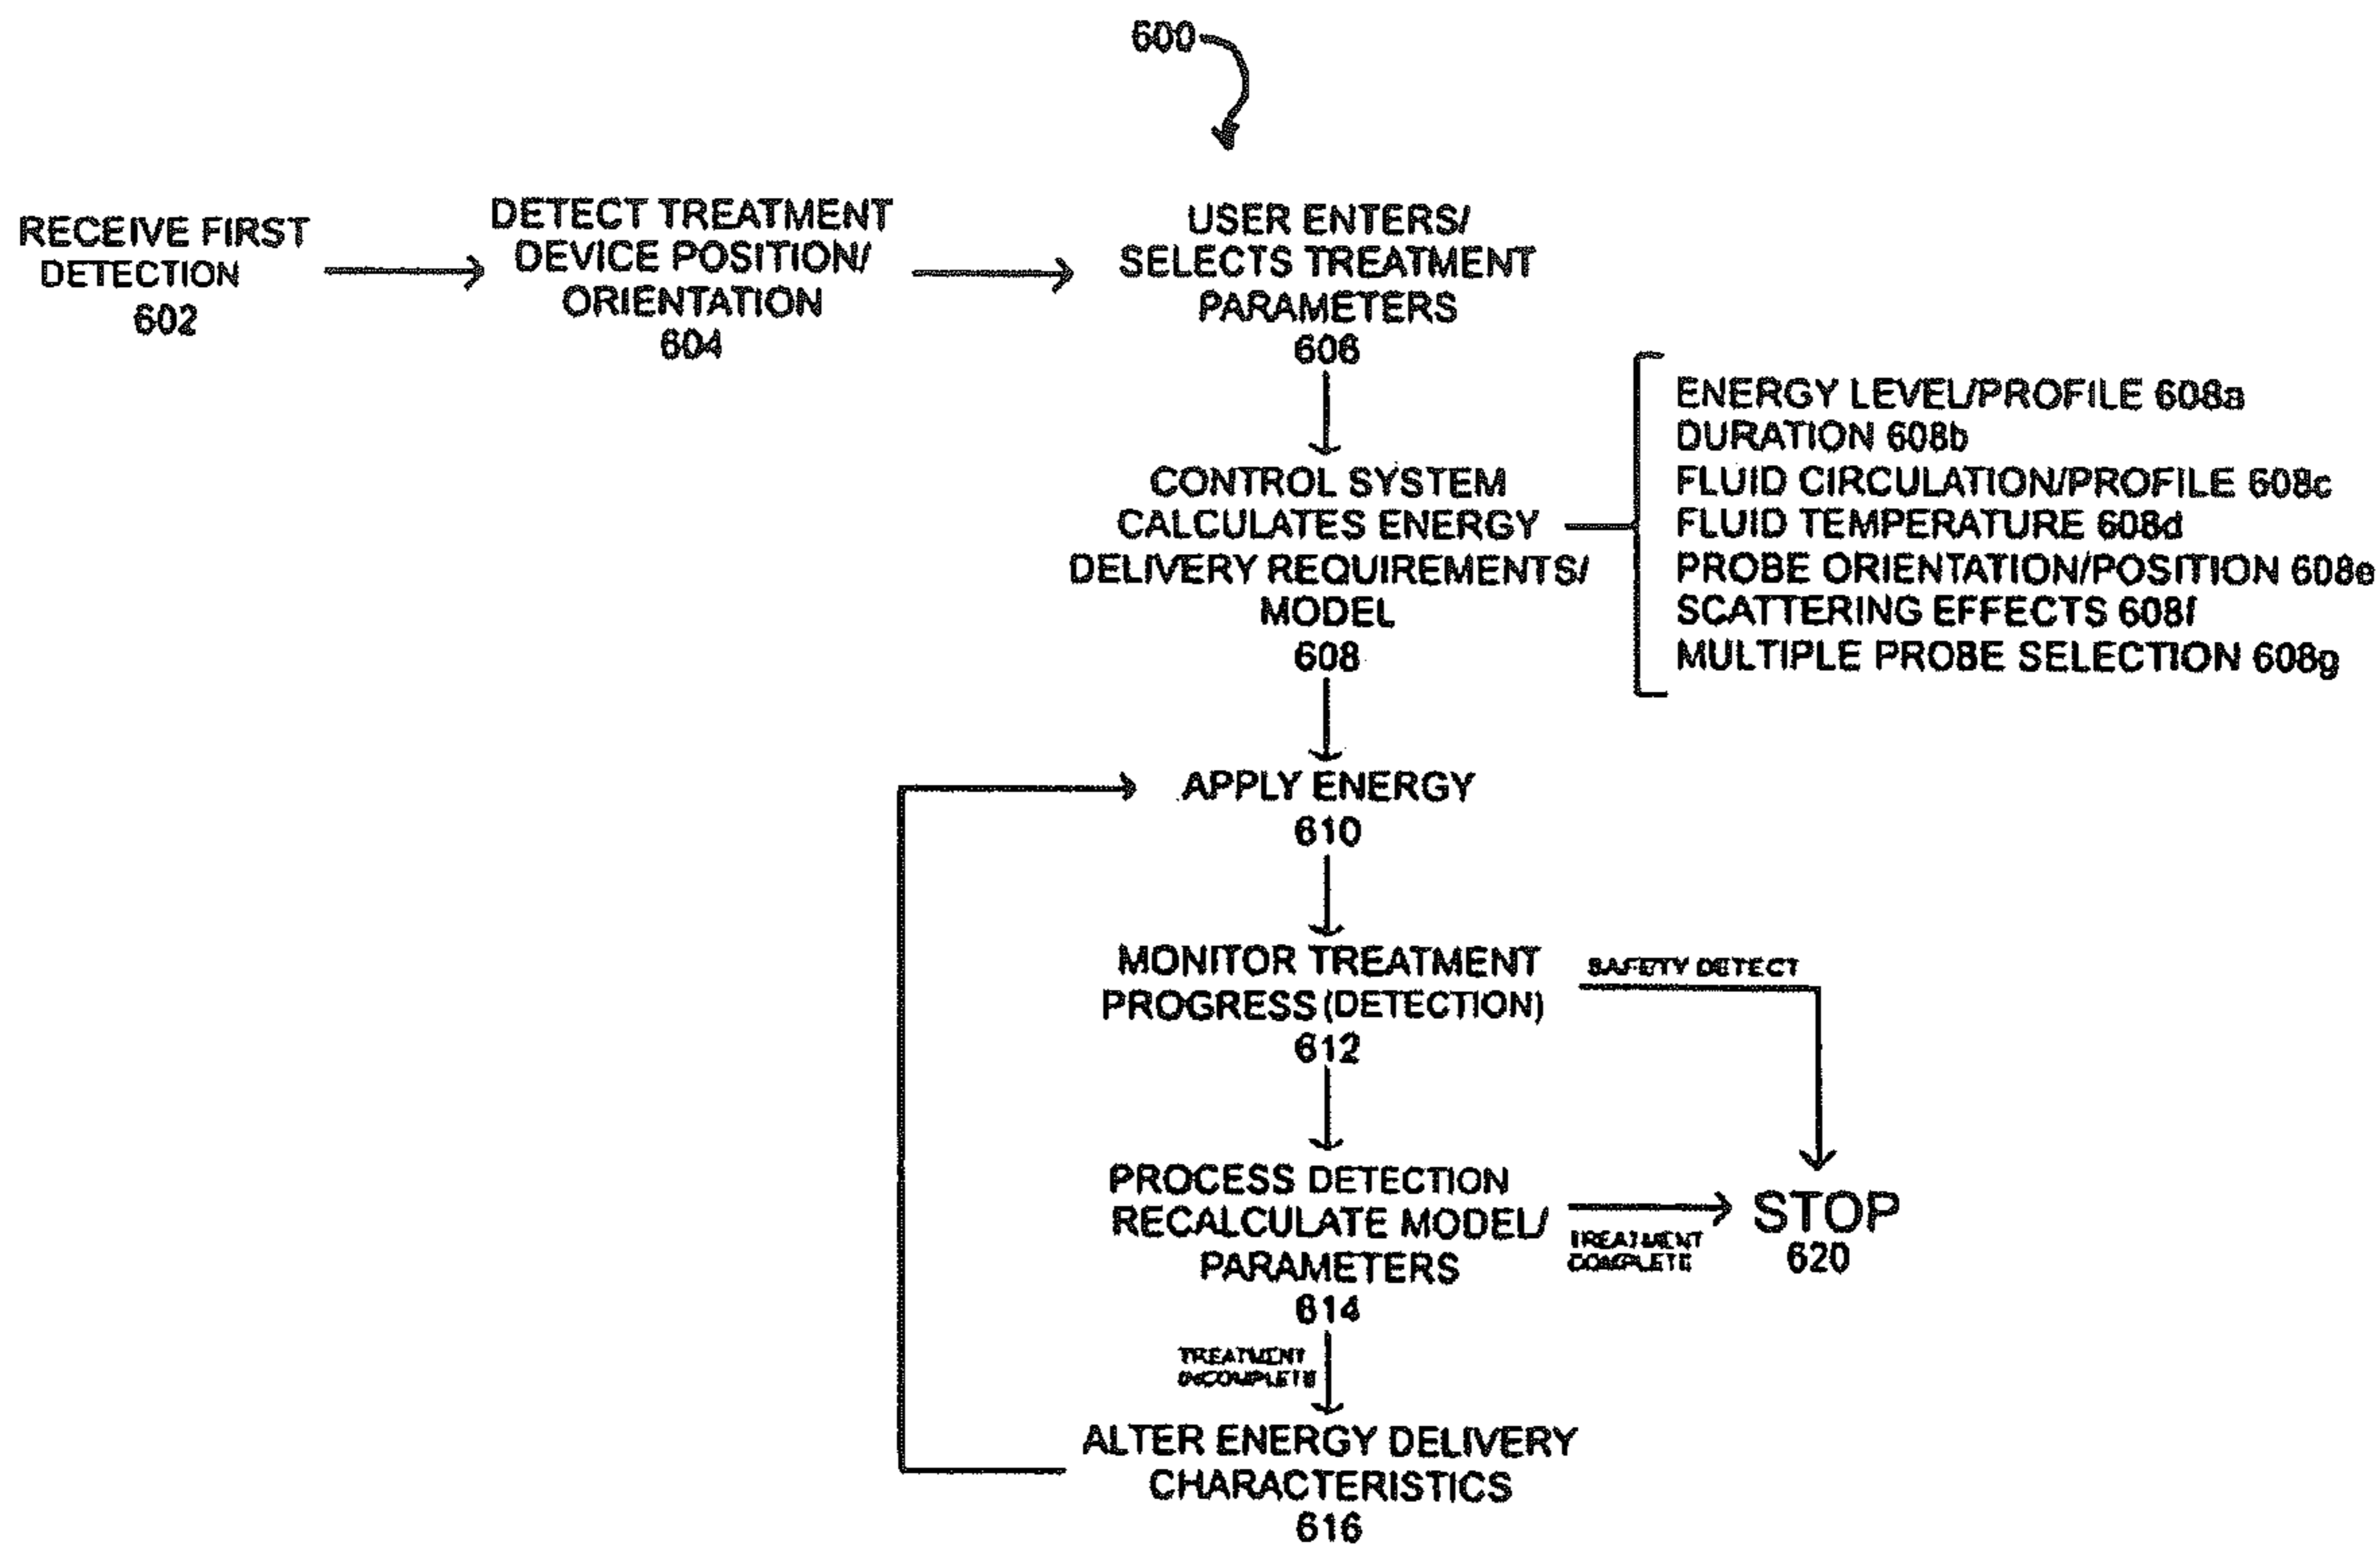 600
RECEIVE FIRST
DETECTION
602
DETECT TREATMENT
DEVICE POSITION/
ORIENTATION
604
USER ENTERS/
SELECTS TREATMENT
PARAMETERS
606
CONTROL SYSTEM
CALCULATES ENERGY
DELIVERY REQUIREMENTS/
MODEL
608
ENERGY LEVEL/PROFILE 608a
DURATION 608b
FLUID CIRCULATION/PROFILE 608c
FLUID TEMPERATURE 608d
PROBE ORIENTATION/POSITION 608e
SCATTERING EFFECTS 608f
MULTIPLE PROBE SELECTION 608g
APPLY ENERGY
610
MONITOR TREATMENT
PROGRESS (DETECTION)
612
SAFETY DETECT
PROCESS DETECTION
RECALCULATE MODEL/
PARAMETERS
614
TREATMENT
COMPLETE
STOP
620
TREATMENT
INCOMPLETE
ALTER ENERGY DELIVERY
CHARACTERISTICS
616